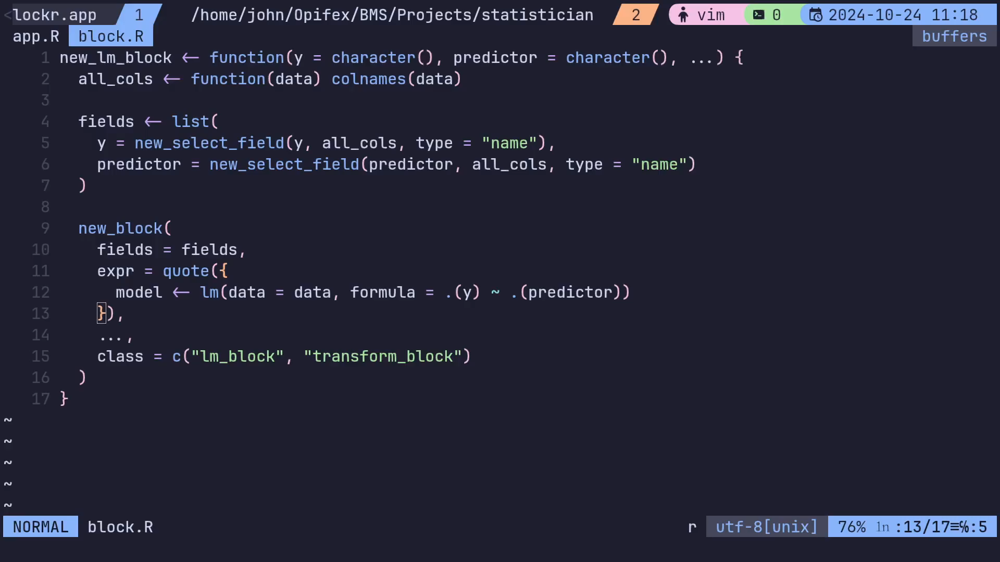 <lockr.app 1 /home/john/Opifex/BMS/Projects/statistician 2 vim 0 2024-10-24 11:18
app.R block.R buffers
1 new_lm_block <- function(y = character(), predictor = character(), ...) {
2   all_cols <- function(data) colnames(data)
3
4   fields <- list(
5     y = new_select_field(y, all_cols, type = "name"),
6     predictor = new_select_field(predictor, all_cols, type = "name")
7   )
8
9   new_block(
10     fields = fields,
11     expr = quote({
12       model <- lm(data = data, formula = .(y) ~ .(predictor))
13     }),
14     ...,
15     class = c("lm_block", "transform_block")
16   )
17 }
~
~
~
~
~
NORMAL block.R r utf-8[unix] 76% ln :13/17≡℅:5